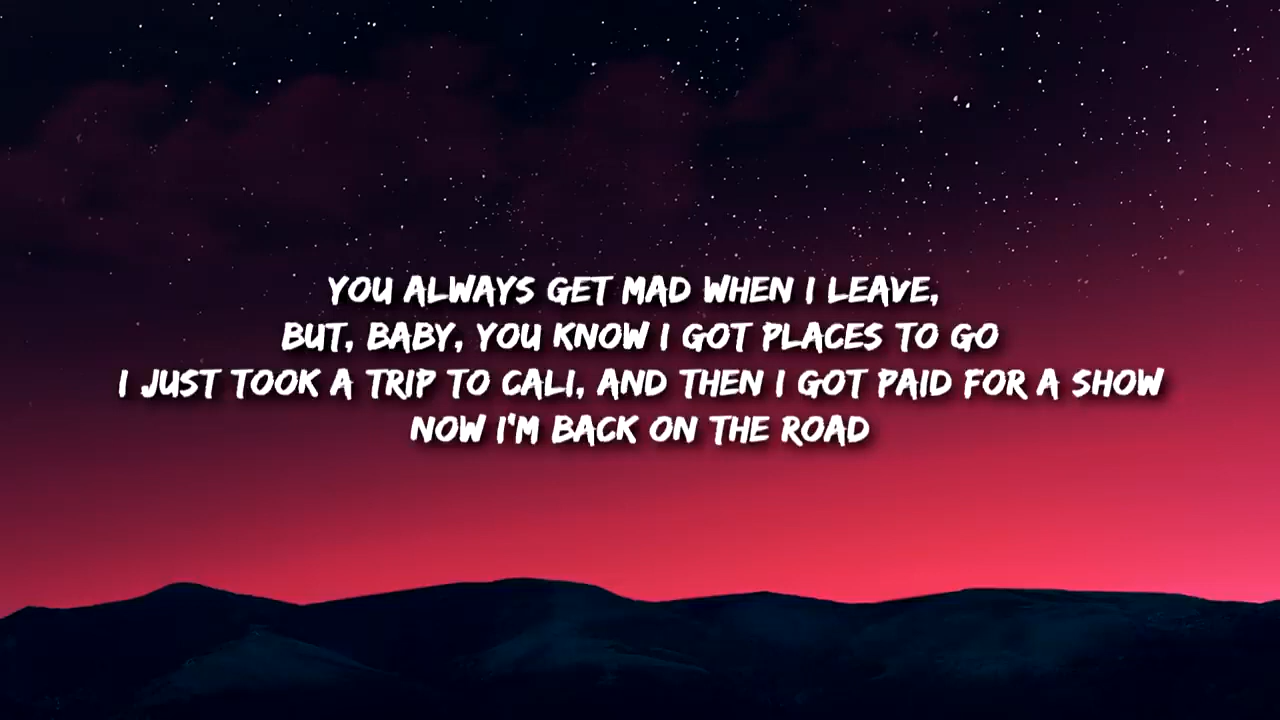 YOU ALWAYS GET MAD WHEN I LEAVE,
BUT, BABY, YOU KNOW I GOT PLACES TO GO
I JUST TOOK A TRIP TO CALI, AND THEN I GOT PAID FOR A SHOW
NOW I'M BACK ON THE ROAD